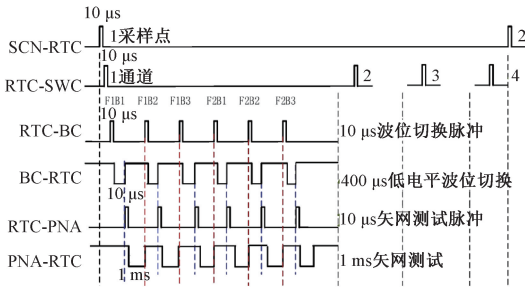 10 μs
SCN-RTC 1采样点 2
10 μs
RTC-SWC 1通道 2 3 4
F1B1 F1B2 F1B3 F2B1 F2B2 F2B3
10 μs
RTC-BC 10 μs波位切换脉冲
BC-RTC 400 μs低电平波位切换
10 μs
RTC-PNA 10 μs矢网测试脉冲
PNA-RTC 1 ms矢网测试
1 ms